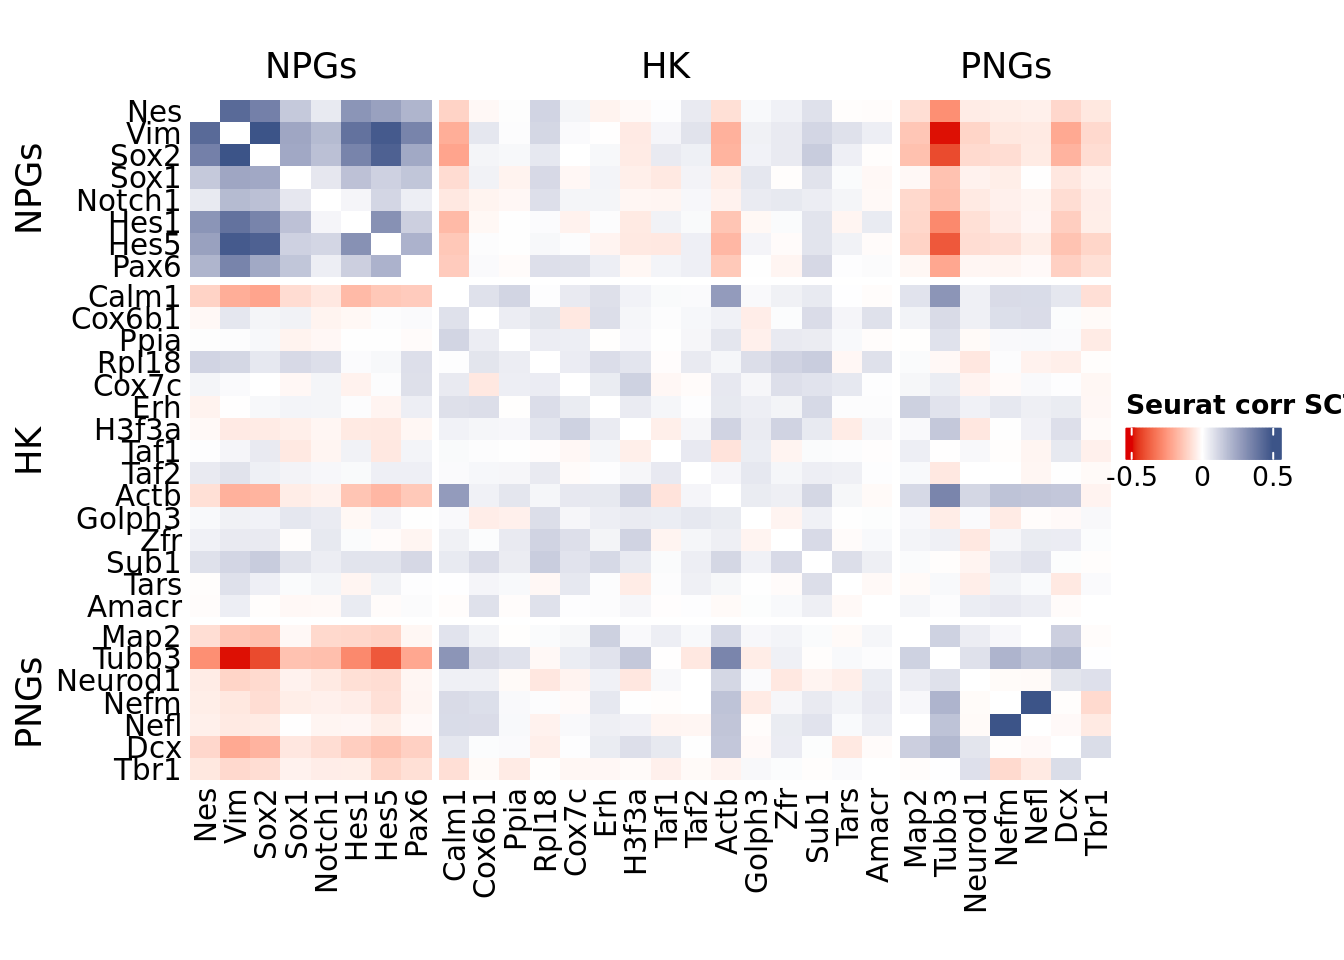 NPGs HK PNGs
NPGs
HK
PNGs
Nes
Vim
Sox2
Sox1
Notch1
Hes1
Hes5
Pax6
Calm1
Cox6b1
Ppia
Rpl18
Cox7c
Erh
H3f3a
Taf1
Taf2
Actb
Golph3
Zfr
Sub1
Tars
Amacr
Map2
Tubb3
Neurod1
Nefm
Nefl
Dcx
Tbr1
Nes Vim Sox2 Sox1 Notch1 Hes1 Hes5 Pax6 Calm1 Cox6b1 Ppia Rpl18 Cox7c Erh H3f3a Taf1 Taf2 Actb Golph3 Zfr Sub1 Tars Amacr Map2 Tubb3 Neurod1 Nefm Nefl Dcx Tbr1
Seurat corr SC
-0.5 0 0.5